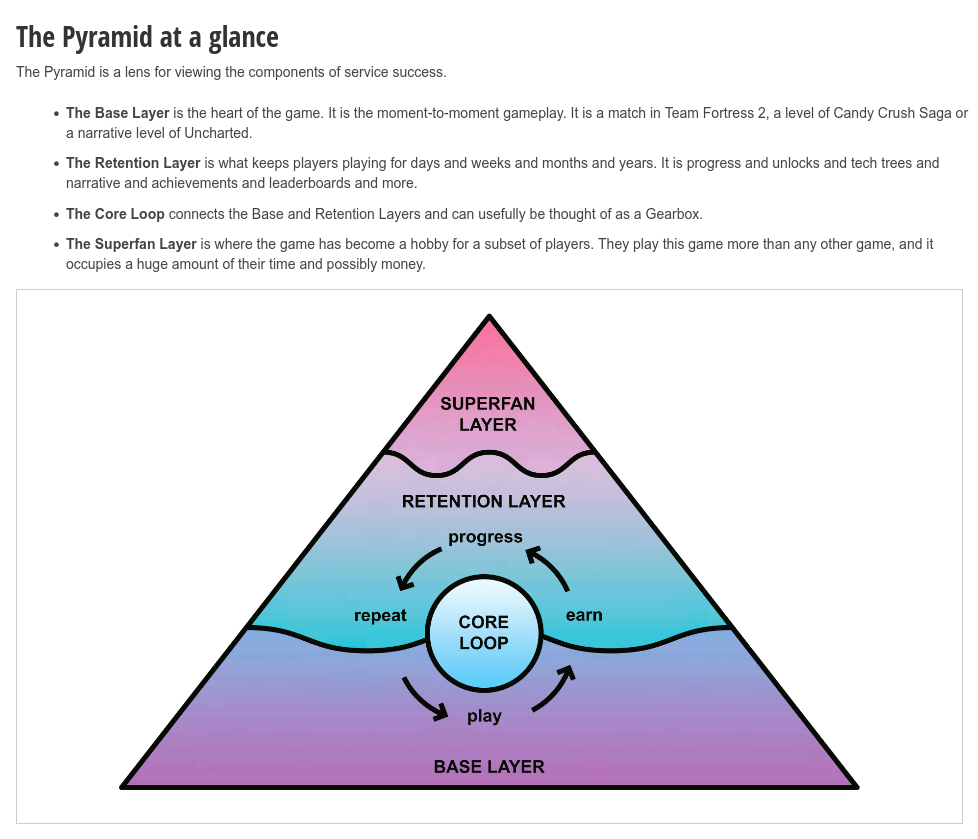 The Pyramid at a glance
The Pyramid is a lens for viewing the components of service success.
• The Base Layer is the heart of the game. It is the moment-to-moment gameplay. It is a match in Team Fortress 2, a level of Candy Crush Saga or
a narrative level of Uncharted.
• The Retention Layer is what keeps players playing for days and weeks and months and years. It is progress and unlocks and tech trees and
narrative and achievements and leaderboards and more.
• The Core Loop connects the Base and Retention Layers and can usefully be thought of as a Gearbox.
• The Superfan Layer is where the game has become a hobby for a subset of players. They play this game more than any other game, and it
occupies a huge amount of their time and possibly money.
SUPERFAN
LAYER
RETENTION LAYER
progress
repeat
CORE
LOOP
earn
play
BASE LAYER